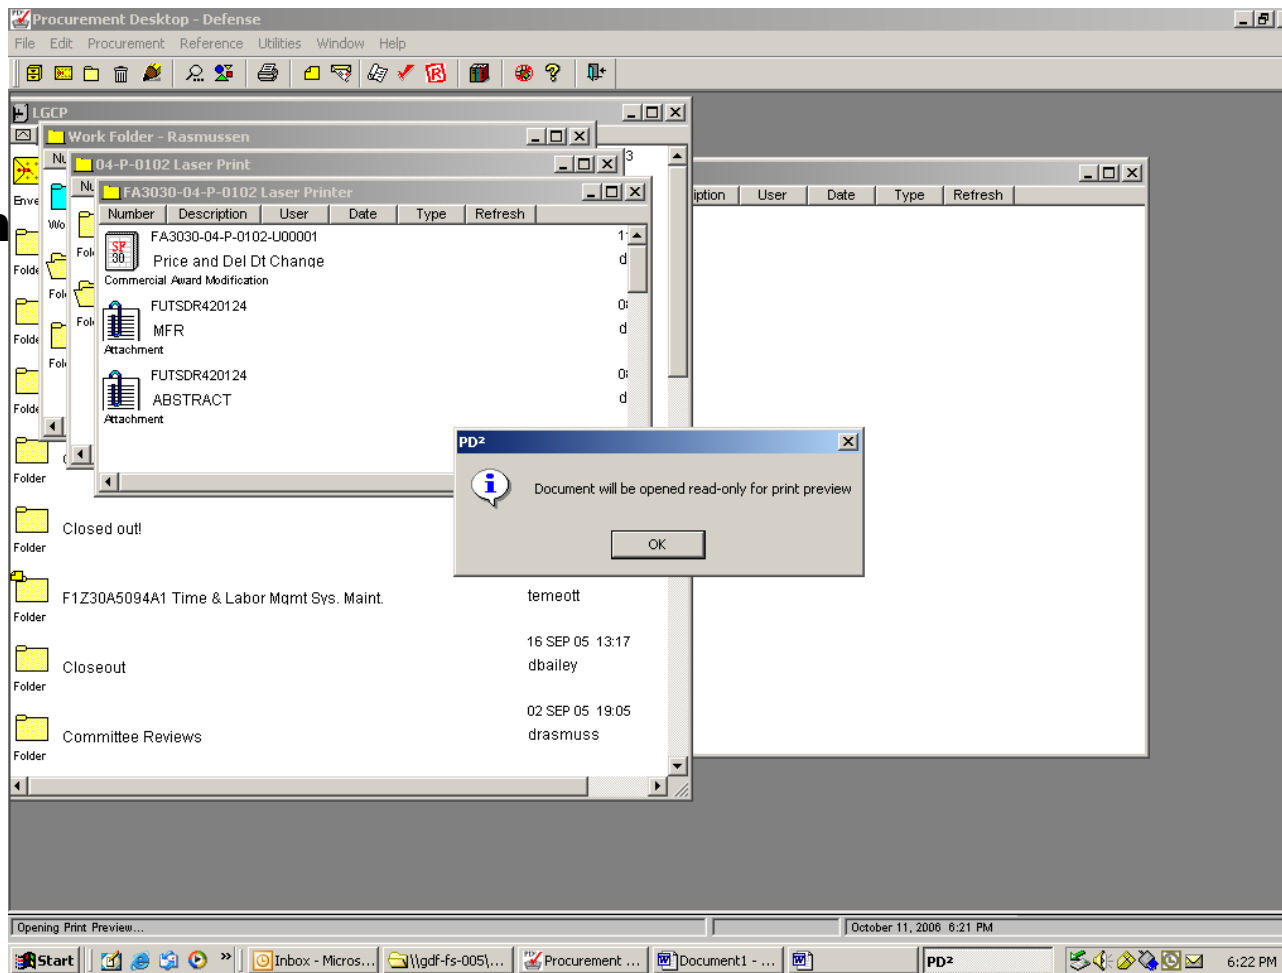 Procurement Desktop - Defense
File Edit Procurement Reference Utilities Window Help
LGCP
Work Folder - Rasmussen
04-P-0102 Laser Print
FA3030-04-P-0102 Laser Printer
Number Description User Date Type Refresh
FA3030-04-P-0102-U00001
Price and Del Dt Change
Commercial Award Modification
FUTSDR420124
MFR
Attachment
FUTSDR420124
ABSTRACT
Attachment
User Date Type Refresh
PD²
Document will be opened read-only for print preview
OK
Folder
Closed out!
Folder
F1Z30A5094A1 Time & Labor Mgmt Sys. Maint.
temeott
Folder
16 SEP 05 13:17
Closeout
dbailey
Folder
02 SEP 05 19:05
Committee Reviews
drasmuss
Folder
Opening Print Preview...
October 11, 2006 6:21 PM
Start
Inbox - Micros...
\\gdf-fs-005\...
Procurement ...
Document1 - ...
PD²
6:22 PM